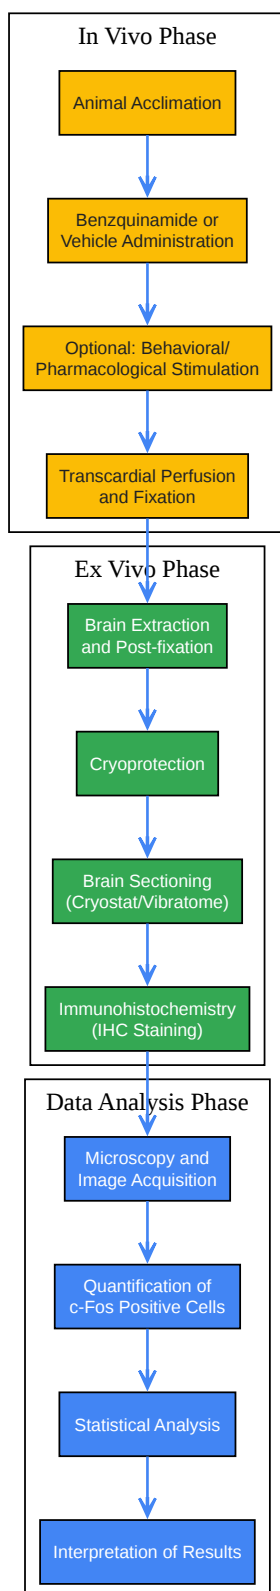 In Vivo Phase
Animal Acclimation
Benzquinamide or
Vehicle Administration
Optional: Behavioral/
Pharmacological Stimulation
Transcardial Perfusion
and Fixation
Ex Vivo Phase
Brain Extraction
and Post-fixation
Cryoprotection
Brain Sectioning
(Cryostat/Vibratome)
Immunohistochemistry
(IHC Staining)
Data Analysis Phase
Microscopy and
Image Acquisition
Quantification of
c-Fos Positive Cells
Statistical Analysis
Interpretation of Results